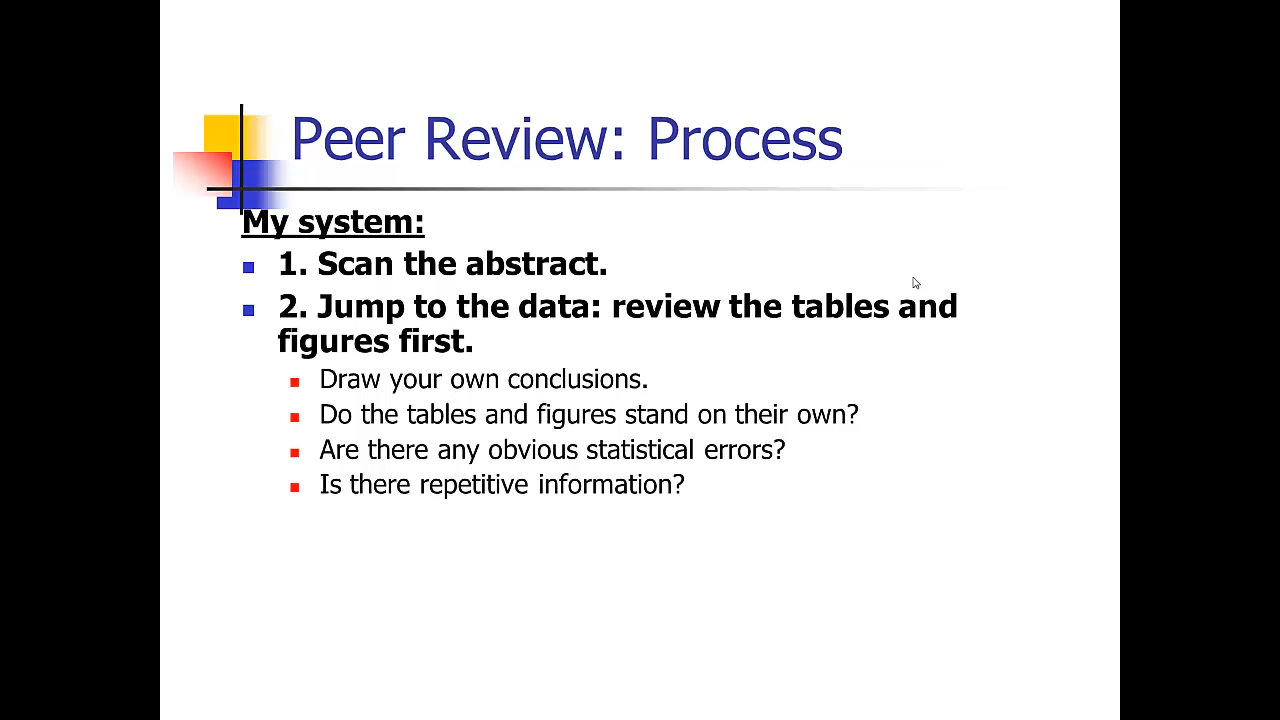 Peer Review: Process
My system:
1. Scan the abstract.
2. Jump to the data: review the tables and
figures first.
Draw your own conclusions.
Do the tables and figures stand on their own?
Are there any obvious statistical errors?
Is there repetitive information?